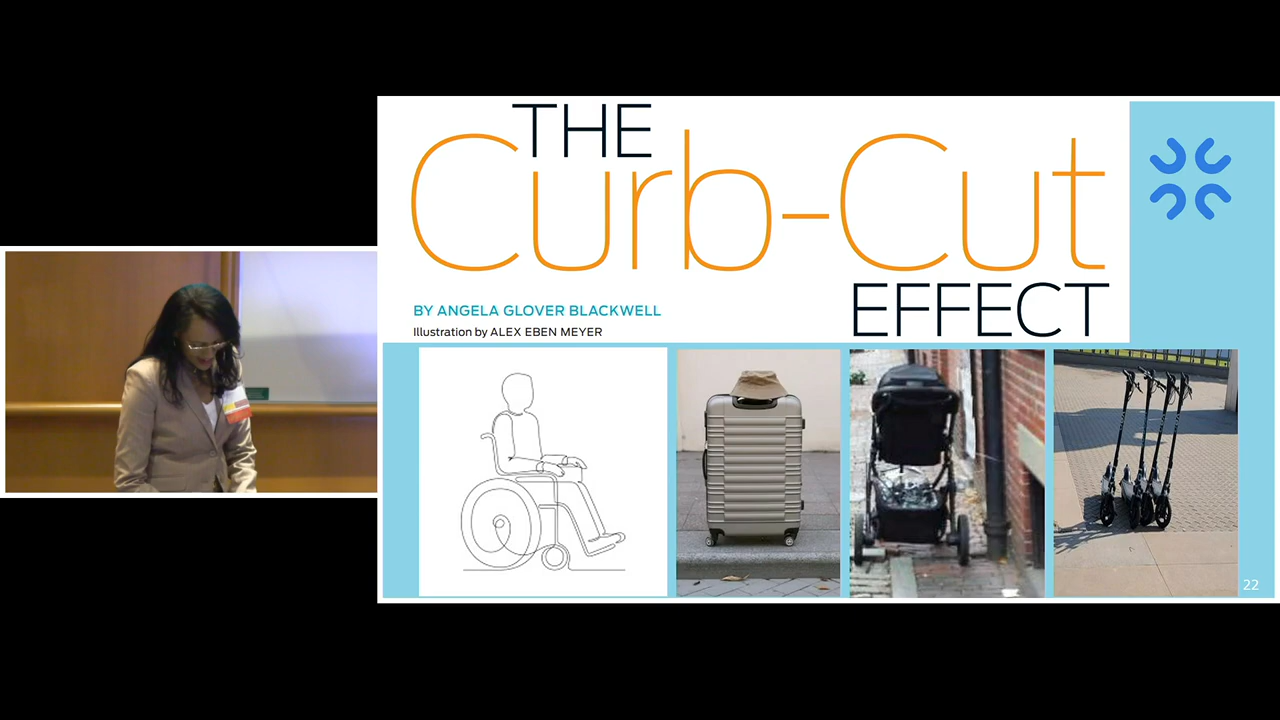 THE
Curb-Cut
EFFECT
BY ANGELA GLOVER BLACKWELL
Illustration by ALEX EBEN MEYER
22